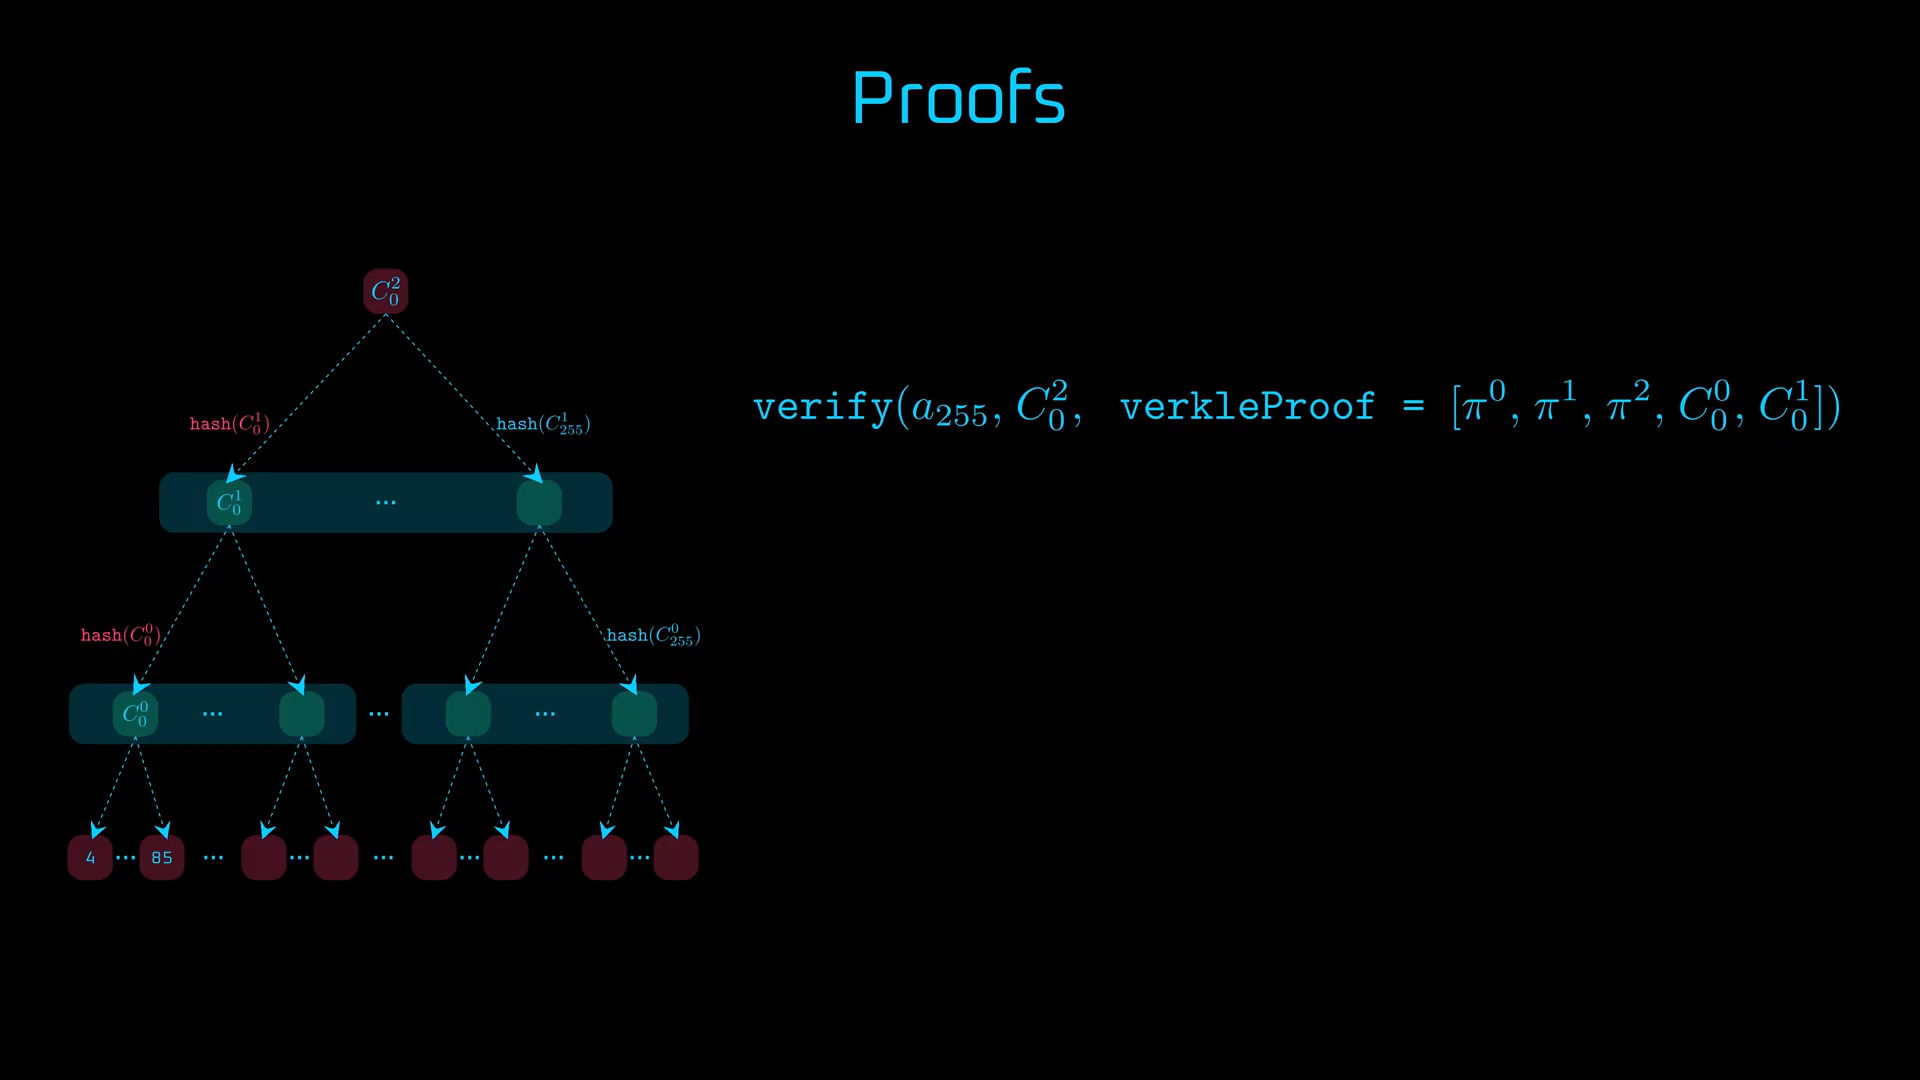 Proofs
C₀²
hash(C₀¹) hash(C₂₅₅¹)
verify(a₂₅₅, C₀², verkleProof = [π⁰, π¹, π², C₀⁰, C₀¹])
C₀¹ ...
hash(C₀⁰) hash(C₂₅₅⁰)
C₀⁰ ... ... ...
4 ... 85 ... ... ... ... ... ...